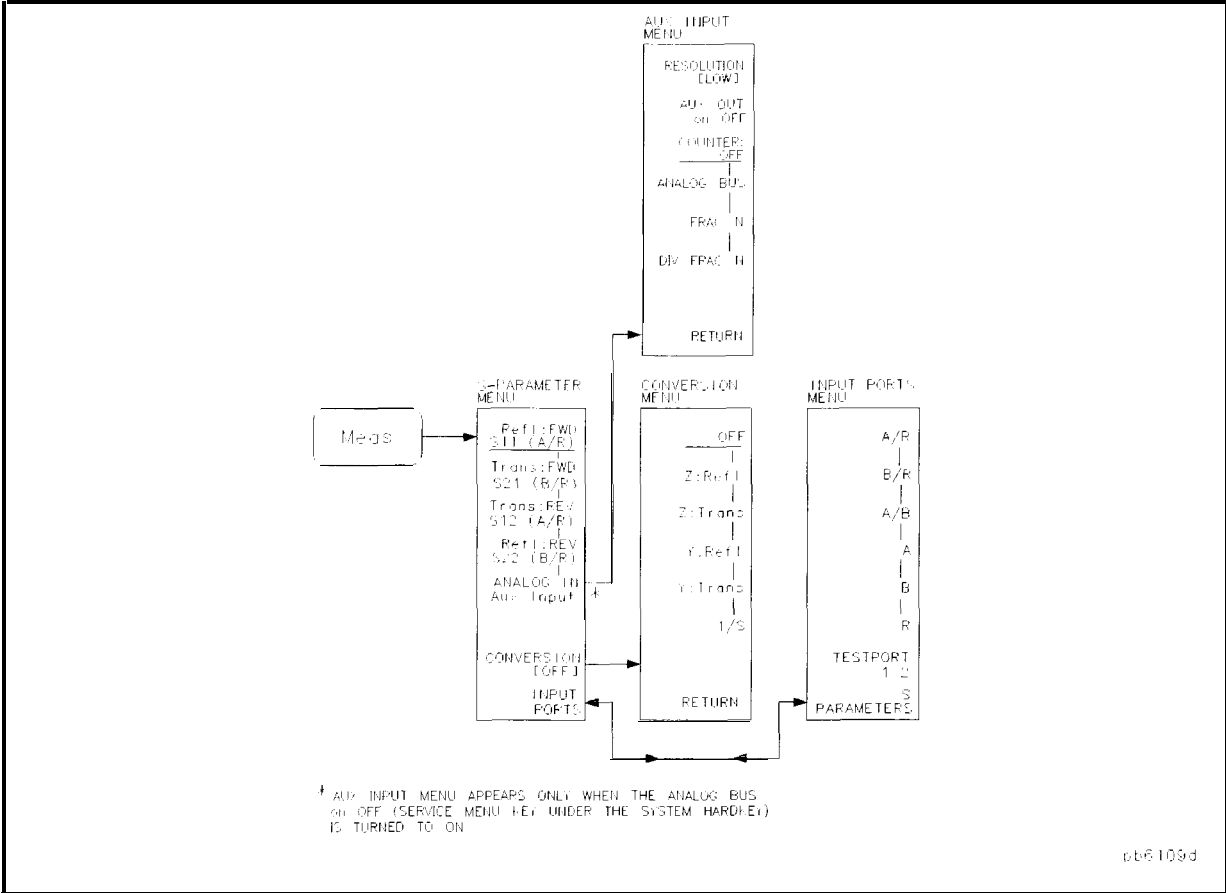 AUX INPUT
MENU
RESOLUTION
[LOW]
AUX OUT
on OFF
COUNTER:
OFF
ANALOG BUS
FRAC N
DIV FRAC N
RETURN
Meas
S-PARAMETER
MENU
Refl:FWD
S11 (A/R)
Trans:FWD
S21 (B/R)
Trans:REV
S12 (A/R)
Refl:REV
S22 (B/R)
ANALOG IN
Aux Input *
CONVERSION
[OFF]
INPUT
PORTS
CONVERSION
MENU
OFF
Z:Refl
Z:Trans
Y:Refl
Y:Trans
1/S
RETURN
INPUT PORTS
MENU
A/R
B/R
A/B
A
B
R
TESTPORT
1 2
S
PARAMETERS
* AUX INPUT MENU APPEARS ONLY WHEN THE ANALOG BUS
on OFF (SERVICE MENU KEY UNDER THE SYSTEM HARDKEY)
IS TURNED TO ON
pb6109d